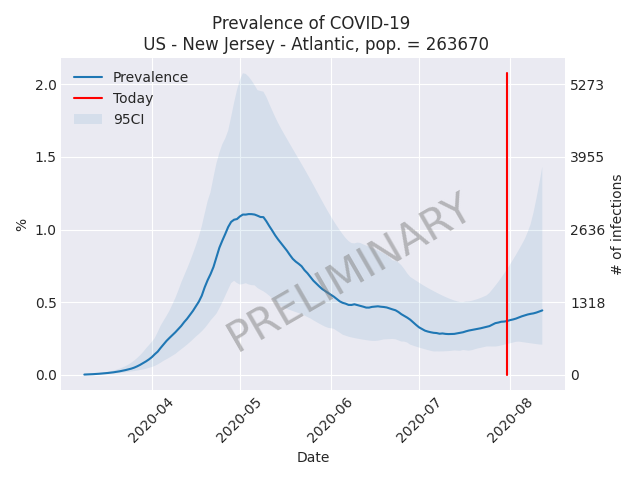 Prevalence of COVID-19
US - New Jersey - Atlantic, pop. = 263670
Prevalence
Today
95CI
2.0
1.5
1.0
0.5
0.0
%
5273
3955
2636
1318
0
# of infections
PRELIMINARY
2020-04
2020-05
2020-06
2020-07
2020-08
Date